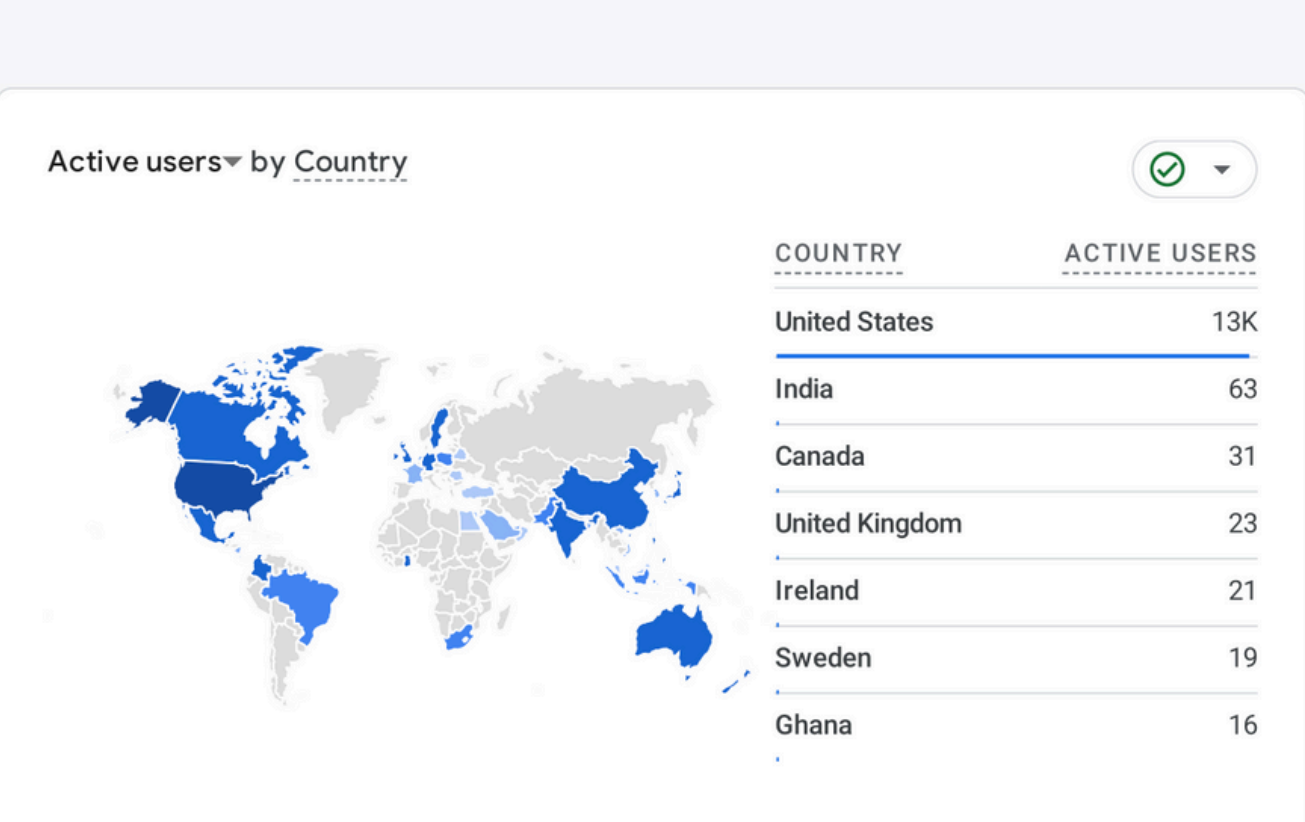 Active users by Country
COUNTRY ACTIVE USERS
United States 13K
India 63
Canada 31
United Kingdom 23
Ireland 21
Sweden 19
Ghana 16